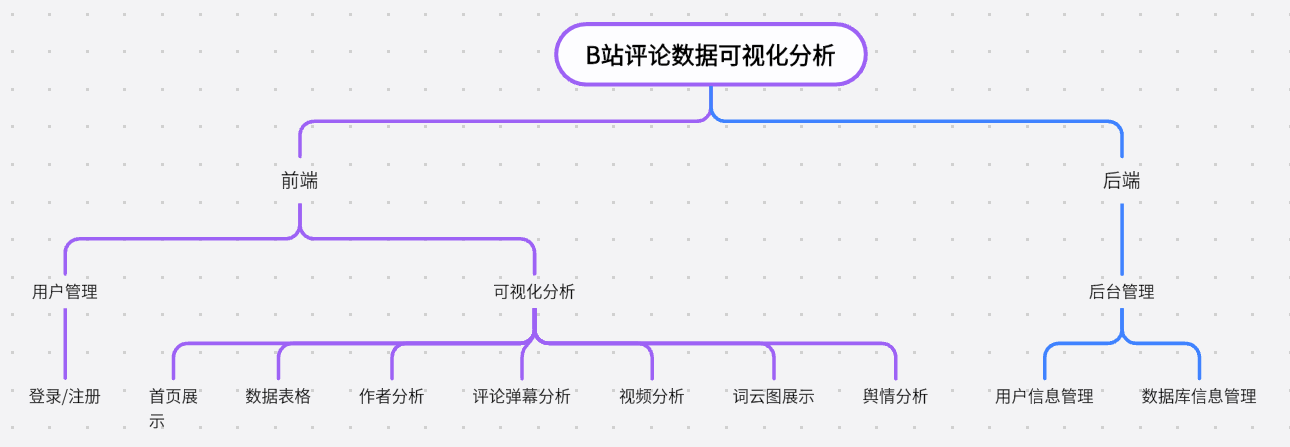 B站评论数据可视化分析
前端
后端
用户管理
可视化分析
后台管理
登录/注册
首页展
示
数据表格
作者分析
评论弹幕分析
视频分析
词云图展示
舆情分析
用户信息管理
数据库信息管理